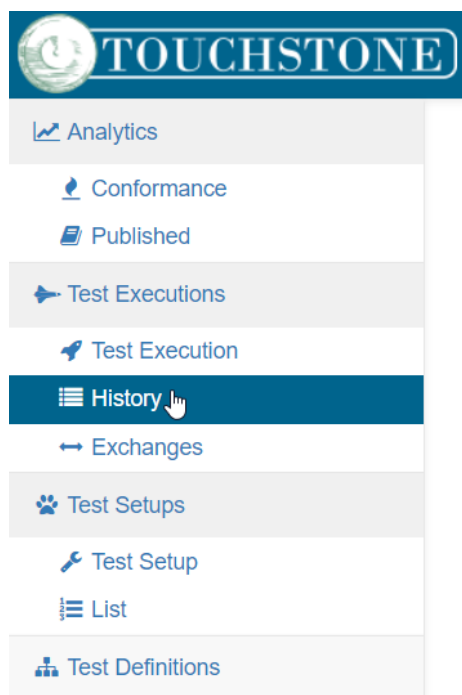 TOUCHSTONE
Analytics
Conformance
Published
Test Executions
Test Execution
History
Exchanges
Test Setups
Test Setup
List
Test Definitions